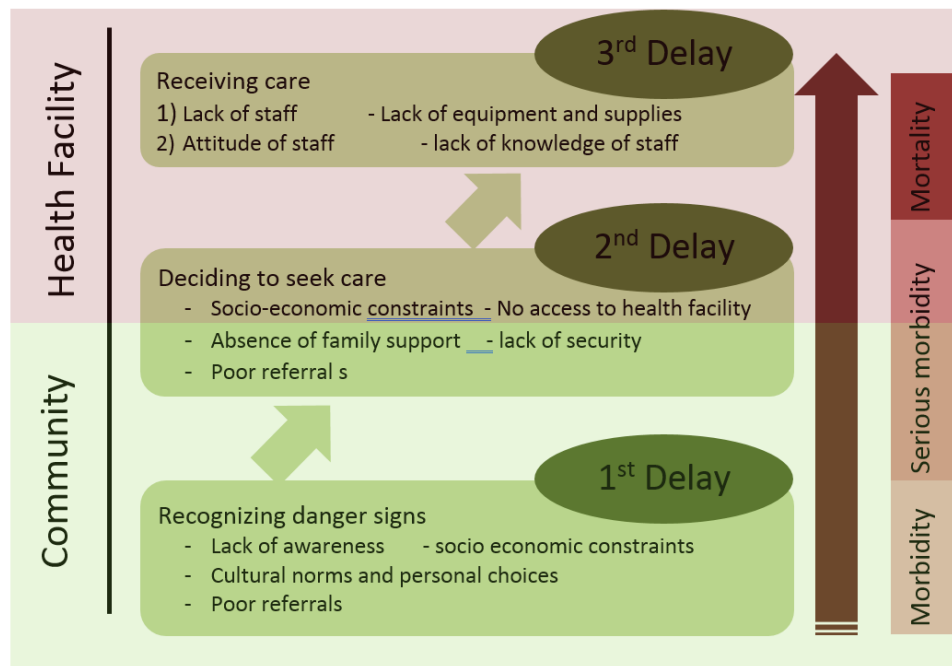 Health Facility
Community
3rd Delay
Receiving care
1) Lack of staff - Lack of equipment and supplies
2) Attitude of staff - lack of knowledge of staff
2nd Delay
Deciding to seek care
- Socio-economic constraints - No access to health facility
- Absence of family support - lack of security
- Poor referral s
1st Delay
Recognizing danger signs
- Lack of awareness - socio economic constraints
- Cultural norms and personal choices
- Poor referrals
Mortality
Serious morbidity
Morbidity